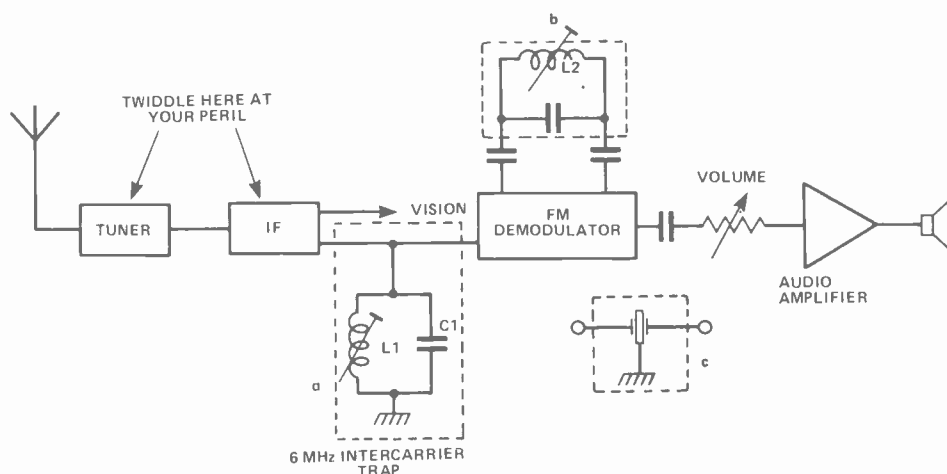 b
L2
TWIDDLE HERE AT
YOUR PERIL
VOLUME
TUNER
IF
VISION
FM
DEMODULATOR
AUDIO
AMPLIFIER
C1
L1
a
c
6 MHz INTERCARRIER
TRAP